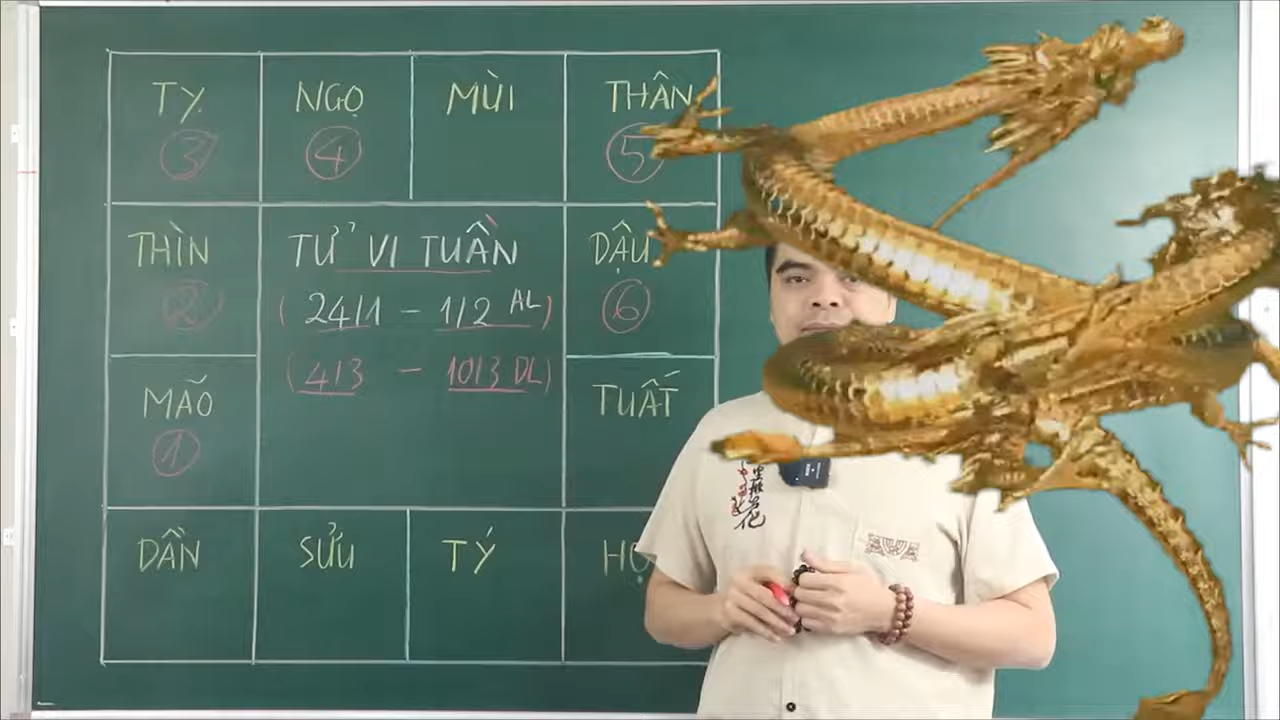 TỴ
3
NGỌ
4
MÙI
THÂN
5
THÌN
2
TỬ VI TUẦN
(24/1 - 1/2 AL)
(4/3 - 10/3 DL)
DẬU
6
MÃO
1
TUẤT
DẦN
SỬU
TÝ